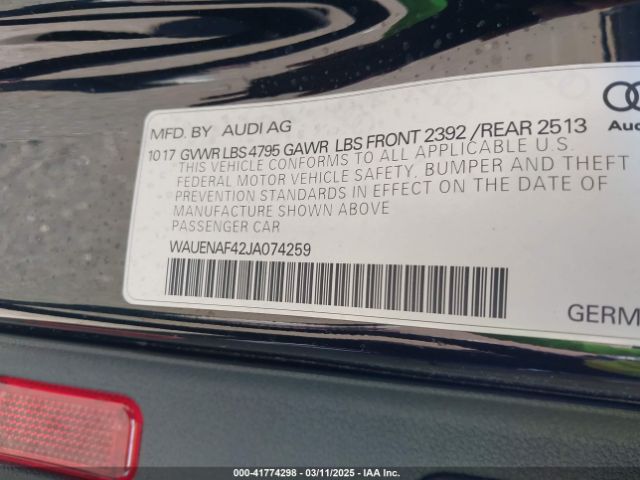 MFD. BY AUDI AG
10 17 GVWR LBS 4795 GAWR LBS FRONT 2392 /REAR 2513
THIS VEHICLE CONFORMS TO ALL APPLICABLE U.S.
FEDERAL MOTOR VEHICLE SAFETY, BUMPER AND THEFT
PREVENTION STANDARDS IN EFFECT ON THE DATE OF
MANUFACTURE SHOWN ABOVE
PASSENGER CAR
WAUENAF42JA074259
Aud
GERM
000-41774298 - 03/11/2025 - IAAI.COM